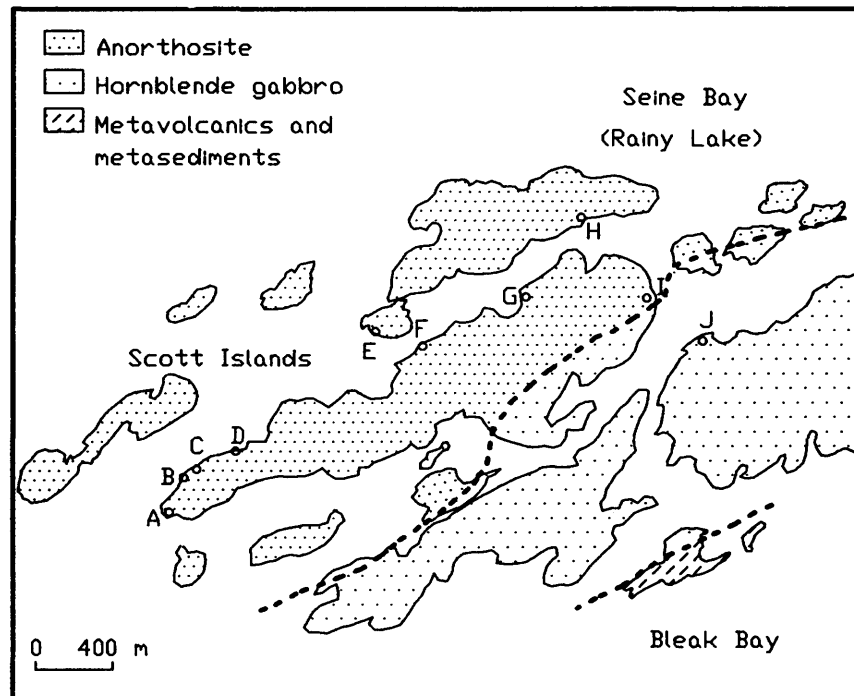 Anorthosite
Hornblende gabbro
Metavolcanics and
metasediments
Seine Bay
(Rainy Lake)
H
G
I
J
E
F
Scott Islands
D
C
B
A
0 400 m
Bleak Bay